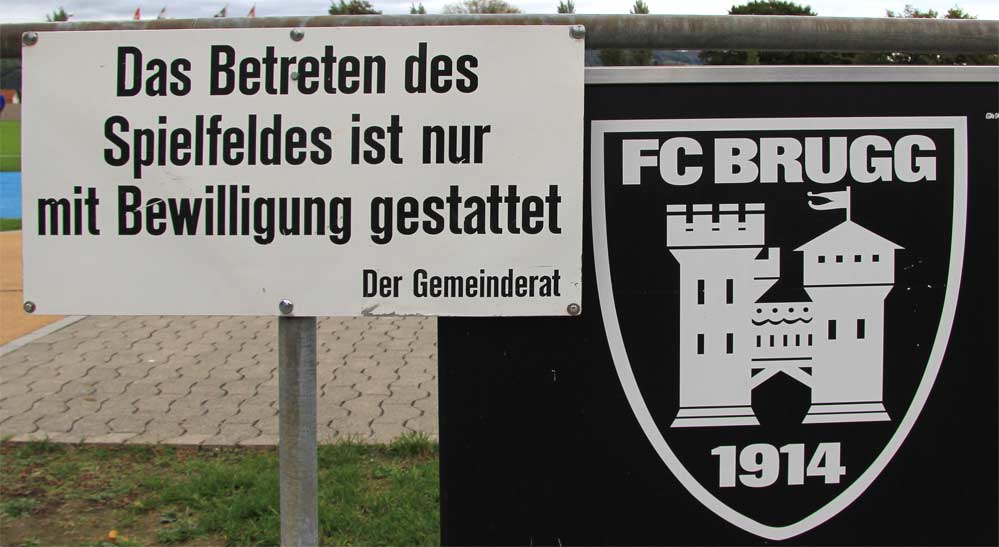 Das Betreten des
Spielfeldes ist nur
mit Bewilligung gestattet
Der Gemeinderat
FC BRUGG
1914